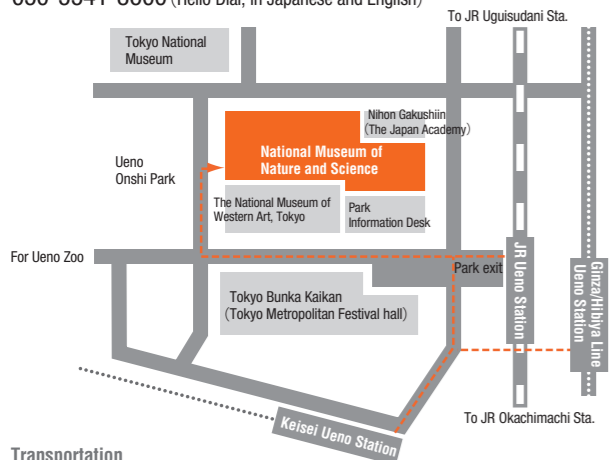 (Hello Dial, in Japanese and English)
To JR Uguisudani Sta.
Tokyo National
Museum
Nihon Gakushiin
(The Japan Academy)
National Museum of
Nature and Science
Ueno
Onshi Park
The National Museum of
Western Art, Tokyo
Park
Information Desk
For Ueno Zoo
Park exit
JR Ueno Station
Ginza/Hibiya Line
Ueno Station
Tokyo Bunka Kaikan
(Tokyo Metropolitan Festival hall)
Keisei Ueno Station
To JR Okachimachi Sta.
Transportation